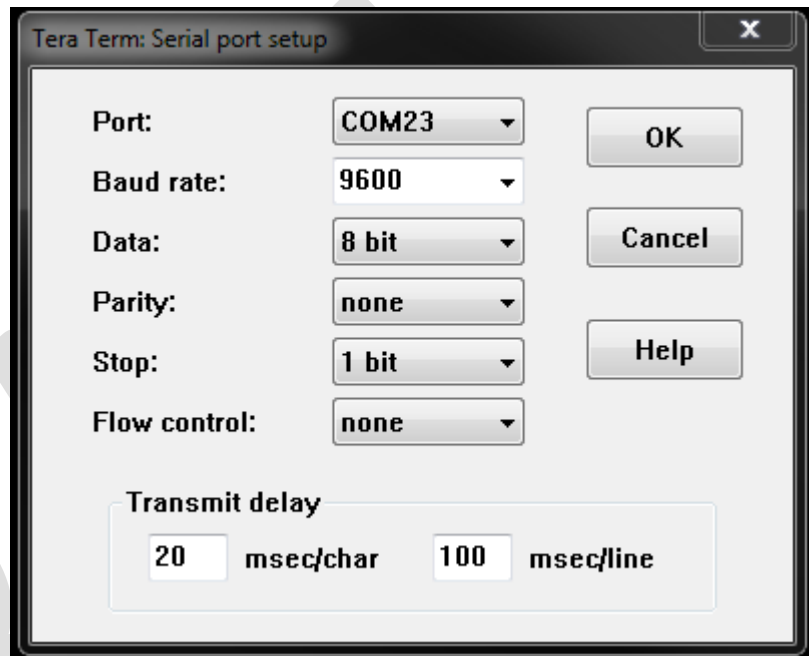 Tera Term: Serial port setup
x
Port: COM23 OK
Baud rate: 9600
Data: 8 bit Cancel
Parity: none
Stop: 1 bit Help
Flow control: none
Transmit delay
20 msec/char 100 msec/line